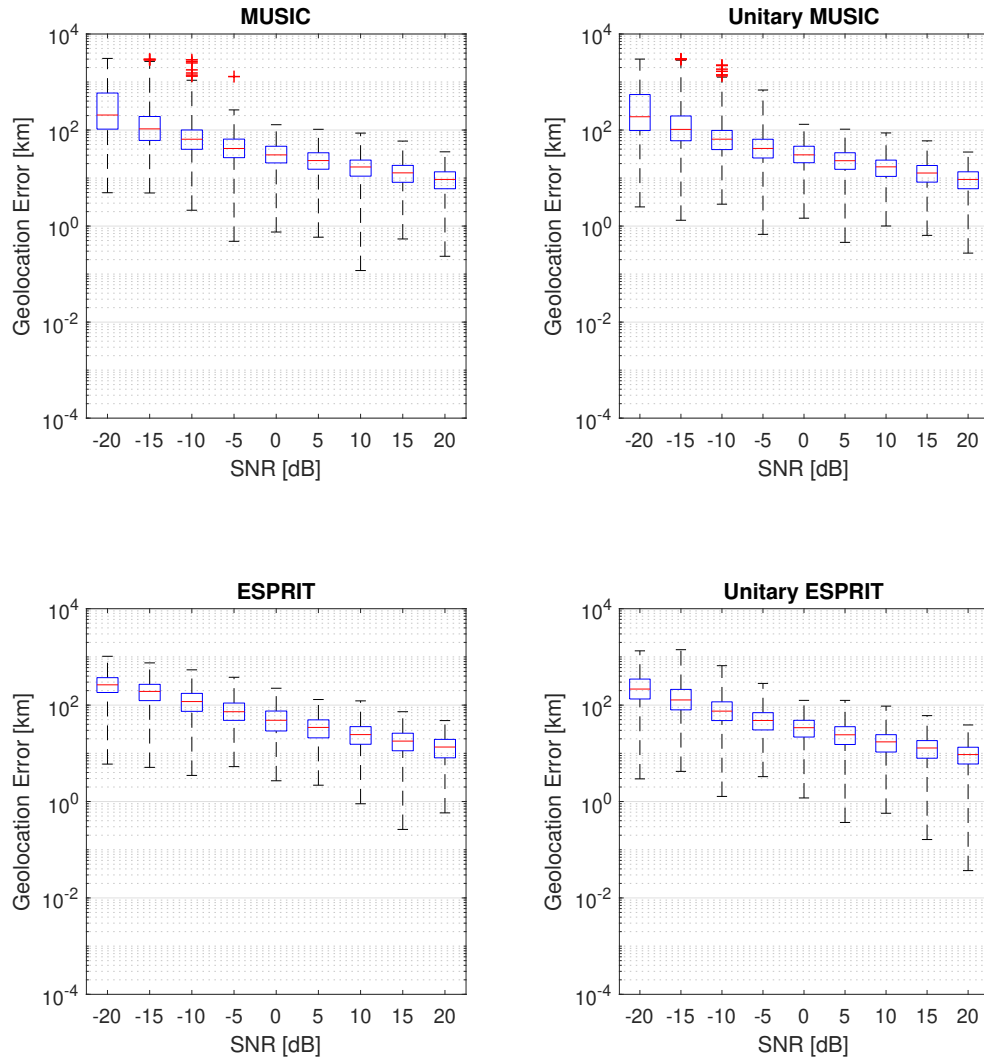 MUSIC
Geolocation Error [km]
10^4
10^2
10^0
10^-2
10^-4
-20 -15 -10 -5 0 5 10 15 20
SNR [dB]
Unitary MUSIC
Geolocation Error [km]
10^4
10^2
10^0
10^-2
10^-4
-20 -15 -10 -5 0 5 10 15 20
SNR [dB]
ESPRIT
Geolocation Error [km]
10^4
10^2
10^0
10^-2
10^-4
-20 -15 -10 -5 0 5 10 15 20
SNR [dB]
Unitary ESPRIT
Geolocation Error [km]
10^4
10^2
10^0
10^-2
10^-4
-20 -15 -10 -5 0 5 10 15 20
SNR [dB]